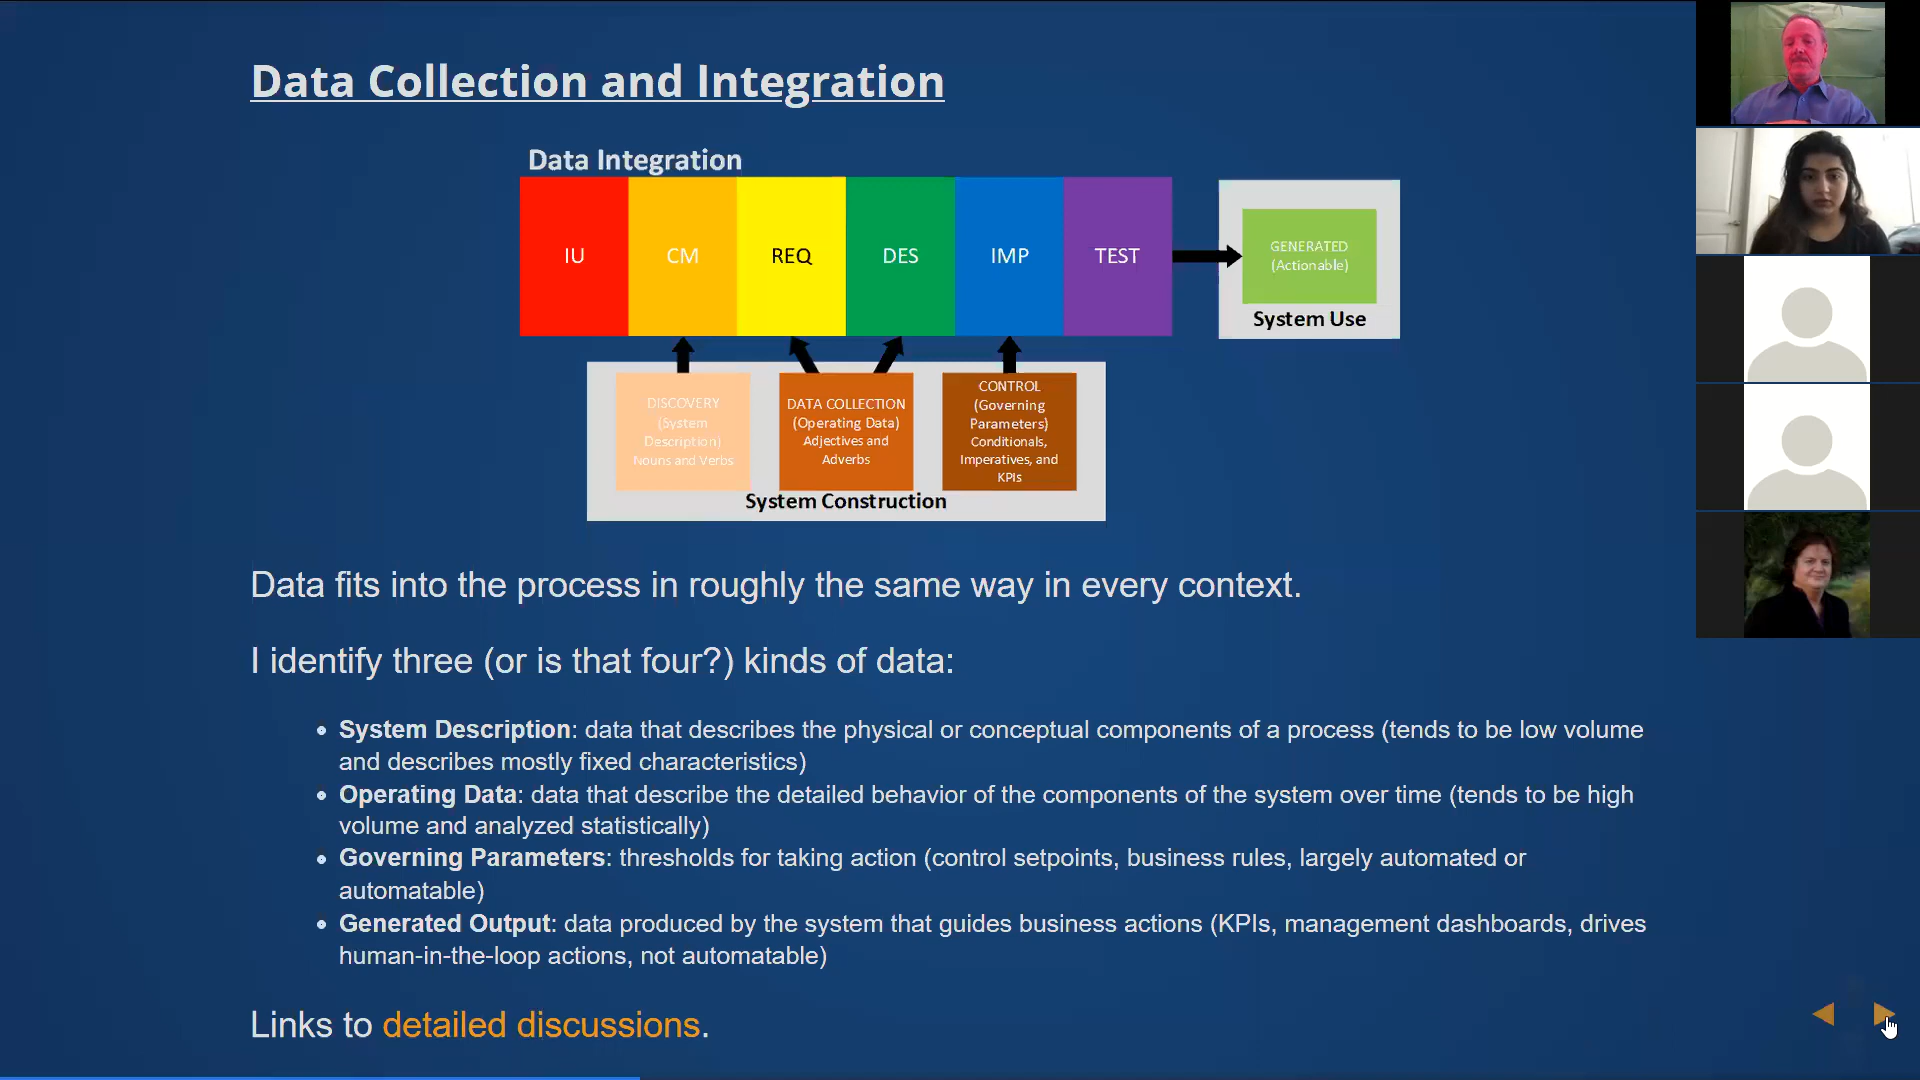 Data Collection and Integration
Data Integration
IU
CM
REQ
DES
IMP
TEST
GENERATED
(Actionable)
System Use
DISCOVERY
(System
Description)
Nouns and Verbs
DATA COLLECTION
(Operating Data)
Adjectives and
Adverbs
CONTROL
(Governing
Parameters)
Conditionals,
Imperatives, and
KPIs
System Construction
Data fits into the process in roughly the same way in every context.
I identify three (or is that four?) kinds of data:
• System Description: data that describes the physical or conceptual components of a process (tends to be low volume
and describes mostly fixed characteristics)
• Operating Data: data that describe the detailed behavior of the components of the system over time (tends to be high
volume and analyzed statistically)
• Governing Parameters: thresholds for taking action (control setpoints, business rules, largely automated or
automatable)
• Generated Output: data produced by the system that guides business actions (KPIs, management dashboards, drives
human-in-the-loop actions, not automatable)
Links to detailed discussions.